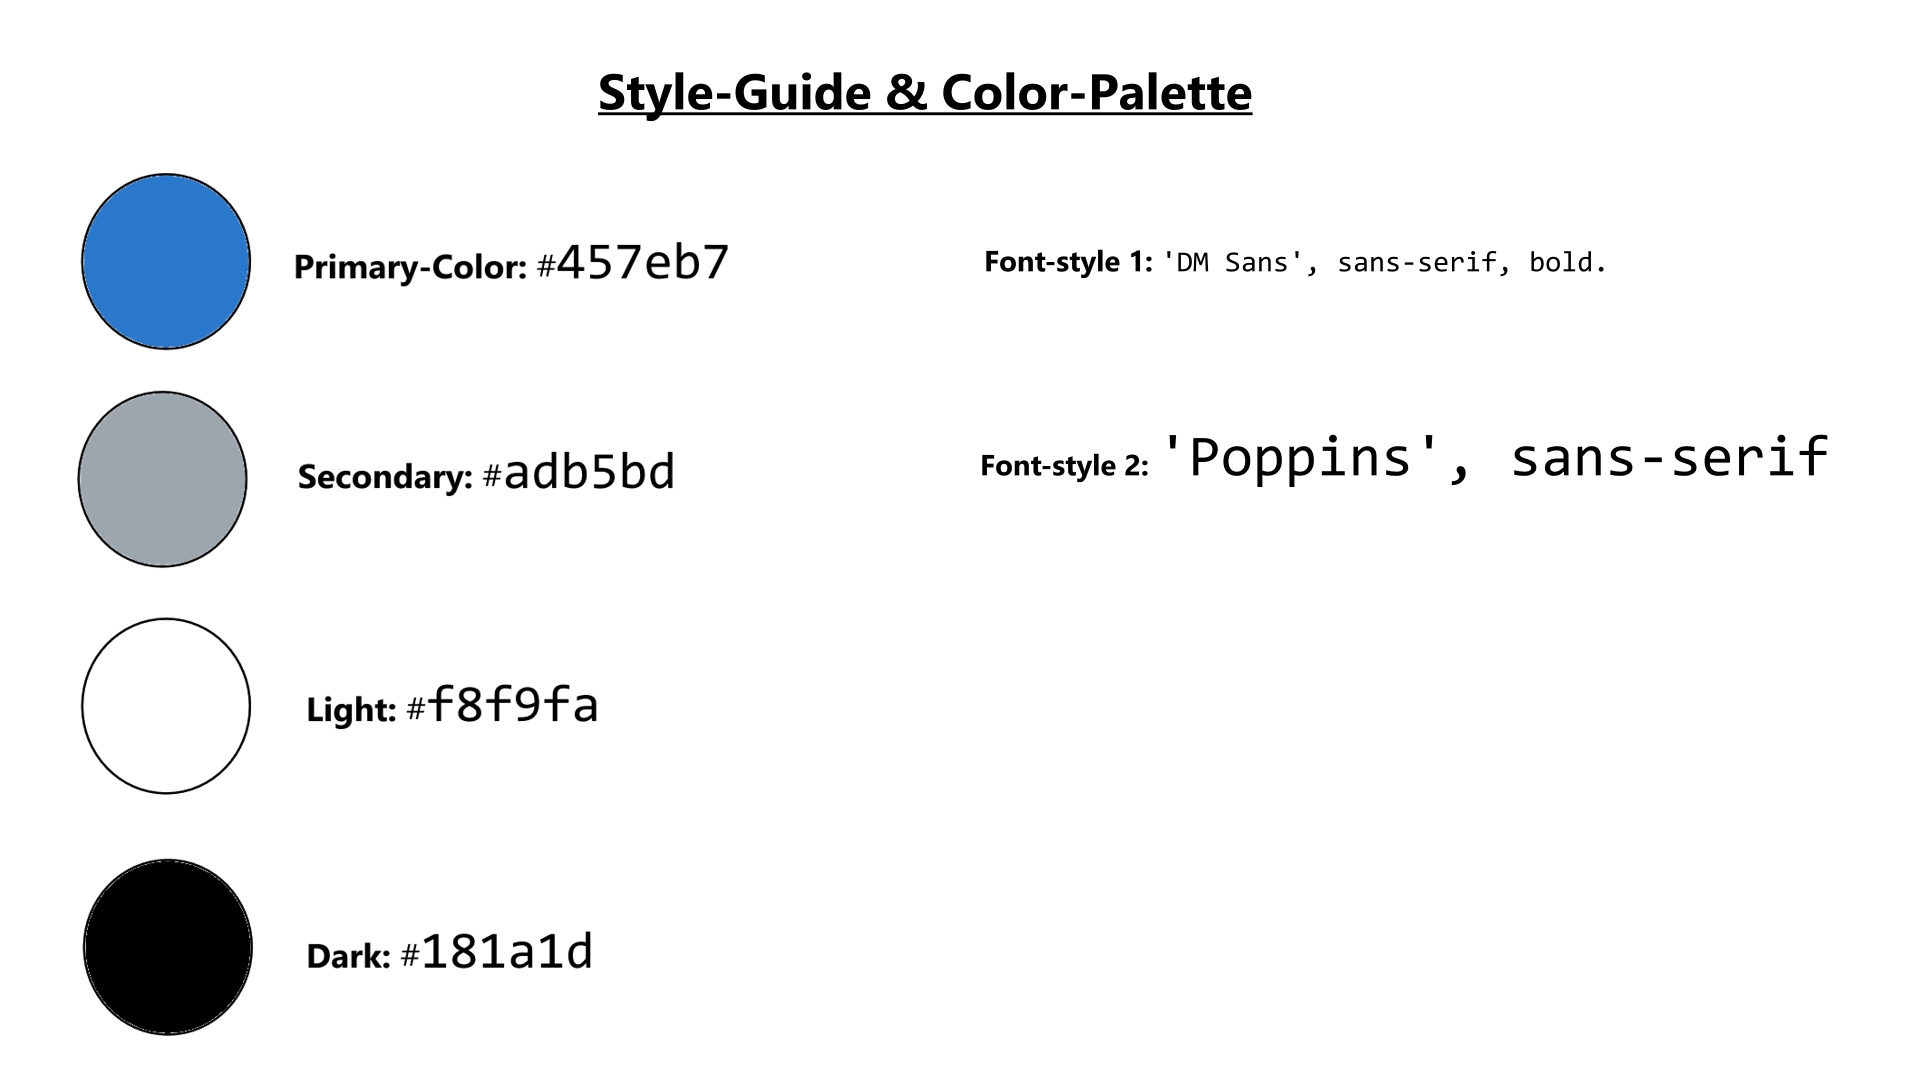 Style-Guide & Color-Palette
Primary-Color: #457eb7
Font-style 1: 'DM Sans', sans-serif, bold.
Secondary: #adb5bd
Font-style 2: 'Poppins', sans-serif
Light: #f8f9fa
Dark: #181a1d